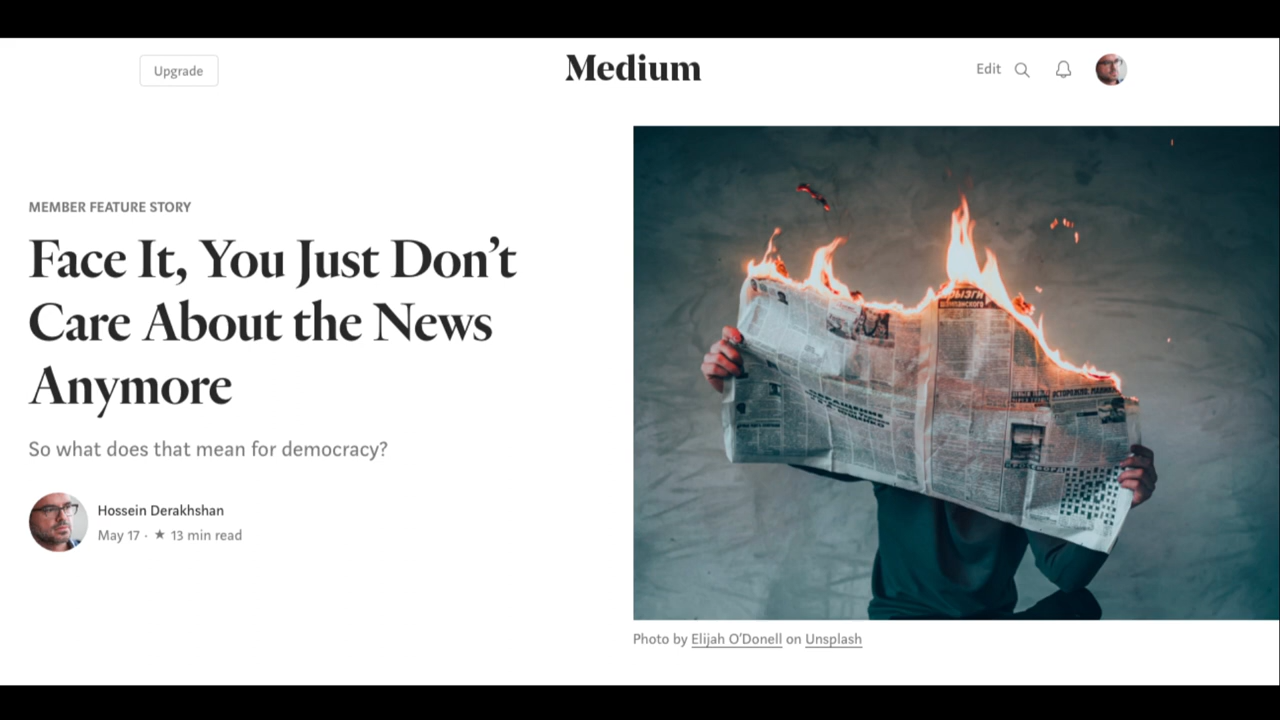 Upgrade
Medium
Edit
MEMBER FEATURE STORY
Face It, You Just Don’t
Care About the News
Anymore
So what does that mean for democracy?
Hossein Derakhshan
May 17 · ★ 13 min read
Photo by Elijah O’Donell on Unsplash